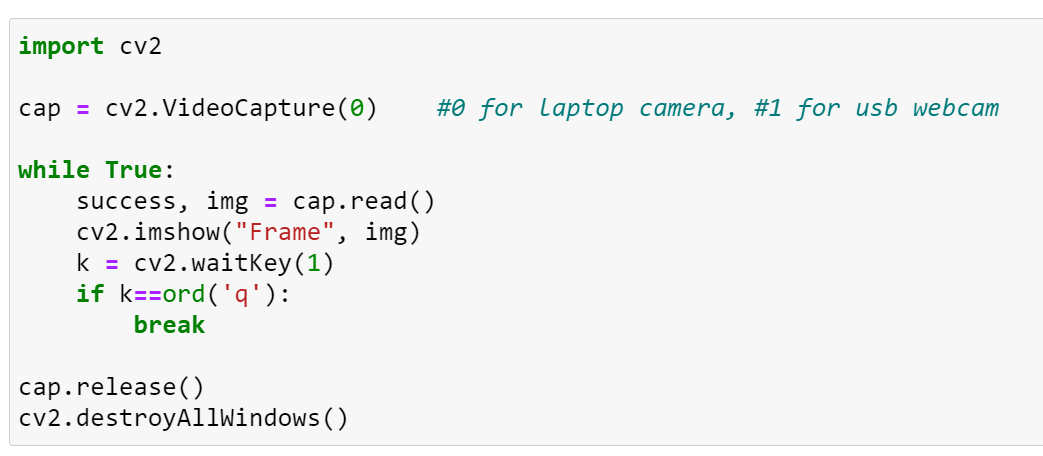 import cv2
cap = cv2.VideoCapture(0)    #0 for laptop camera, #1 for usb webcam
while True:
    success, img = cap.read()
    cv2.imshow("Frame", img)
    k = cv2.waitKey(1)
    if k==ord('q'):
        break
cap.release()
cv2.destroyAllWindows()